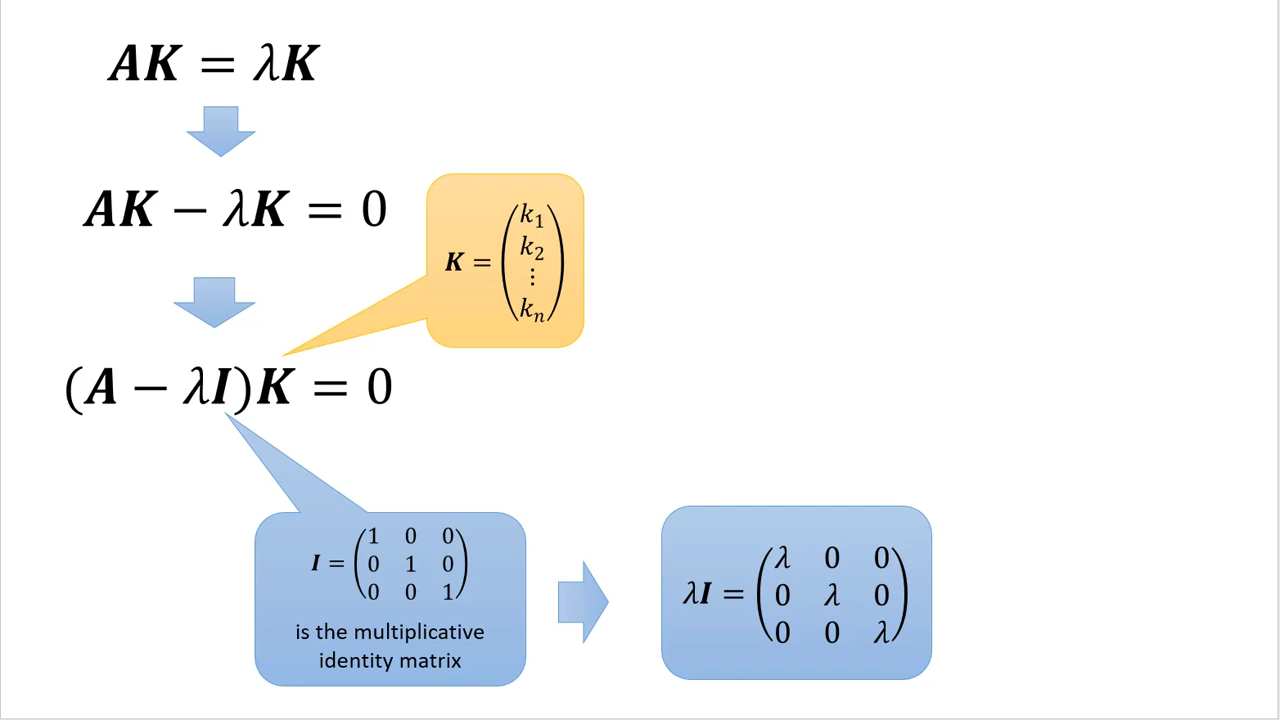 AK = λK
AK − λK = 0
K = (k₁
k₂
⋮
kₙ)
(A − λI)K = 0
I = (1 0 0
0 1 0
0 0 1)
is the multiplicative
identity matrix
λI = (λ 0 0
0 λ 0
0 0 λ)